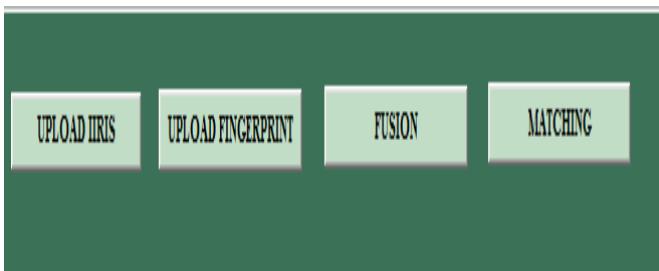 UPLOAD IIRIS
UPLOAD FINGERPRINT
FUSION
MATCHING